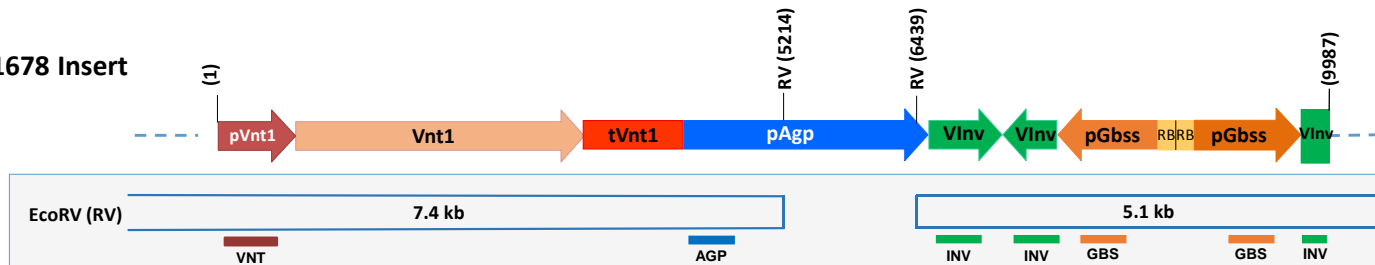 1678 Insert
(1)
RV (5214)
RV (6439)
(9987)
pVnt1
Vnt1
tVnt1
pAgp
VInv
VInv
pGbss
RB
RB
pGbss
VInv
EcoRV (RV)
7.4 kb
5.1 kb
VNT
AGP
INV
INV
GBS
GBS
INV